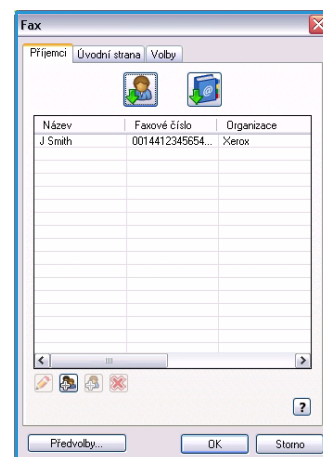 Fax
Příjemci Úvodní strana Volby
Název Faxové číslo Organizace
J Smith 0014412345654... Xerox
?
Předvolby... OK Storno